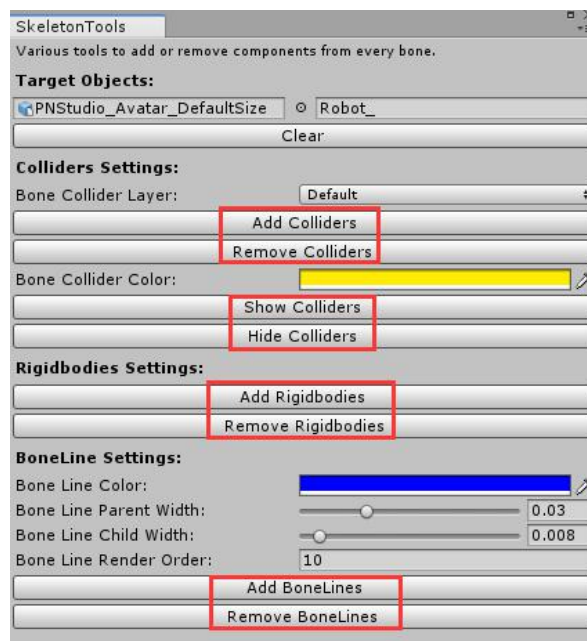 SkeletonTools
Various tools to add or remove components from every bone.
Target Objects:
PNStudio_Avatar_DefaultSize Robot_
Clear
Colliders Settings:
Bone Collider Layer: Default
Add Colliders
Remove Colliders
Bone Collider Color:
Show Colliders
Hide Colliders
Rigidbodies Settings:
Add Rigidbodies
Remove Rigidbodies
BoneLine Settings:
Bone Line Color:
Bone Line Parent Width: 0.03
Bone Line Child Width: 0.008
Bone Line Render Order: 10
Add BoneLines
Remove BoneLines